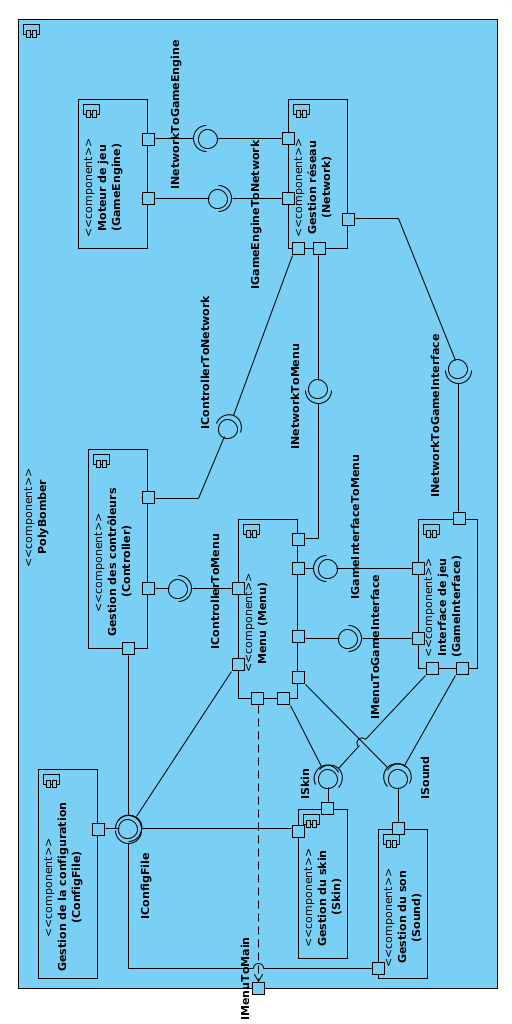 <<component>>
PolyBomber
<<component>>
Moteur de jeu
(GameEngine)
INetworkToGameEngine
IGameEngineToNetwork
<<component>>
Gestion réseau
(Network)
IControllerToNetwork
INetworkToMenu
INetworkToGameInterface
<<component>>
Gestion des contrôleurs
(Controller)
IControllerToMenu
<<component>>
Menu (Menu)
IGameInterfaceToMenu
IMenuToGameInterface
<<component>>
Interface de jeu
(GameInterface)
<<component>>
Gestion de la configuration
(ConfigFile)
IConfigFile
ISkin
ISound
<<component>>
Gestion du skin
(Skin)
<<component>>
Gestion du son
(Sound)
IMenuToMain